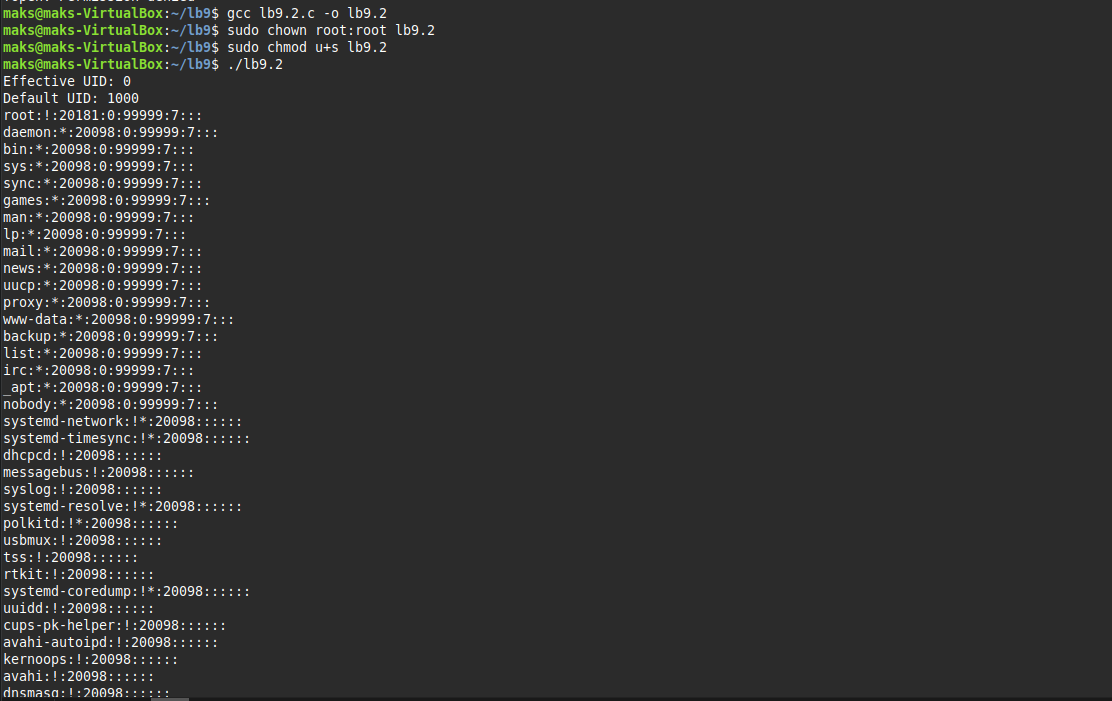 maks@maks-VirtualBox:~/lb9$ gcc lb9.2.c -o lb9.2
maks@maks-VirtualBox:~/lb9$ sudo chown root:root lb9.2
maks@maks-VirtualBox:~/lb9$ sudo chmod u+s lb9.2
maks@maks-VirtualBox:~/lb9$ ./lb9.2
Effective UID: 0
Default UID: 1000
root:!:20181:0:99999:7:::
daemon:*:20098:0:99999:7:::
bin:*:20098:0:99999:7:::
sys:*:20098:0:99999:7:::
sync:*:20098:0:99999:7:::
games:*:20098:0:99999:7:::
man:*:20098:0:99999:7:::
lp:*:20098:0:99999:7:::
mail:*:20098:0:99999:7:::
news:*:20098:0:99999:7:::
uucp:*:20098:0:99999:7:::
proxy:*:20098:0:99999:7:::
www-data:*:20098:0:99999:7:::
backup:*:20098:0:99999:7:::
list:*:20098:0:99999:7:::
irc:*:20098:0:99999:7:::
_apt:*:20098:0:99999:7:::
nobody:*:20098:0:99999:7:::
systemd-network:!*:20098::::::
systemd-timesync:!*:20098::::::
dhcpcd:!:20098::::::
messagebus:!:20098::::::
syslog:!:20098::::::
systemd-resolve:!*:20098::::::
polkitd:!*:20098::::::
usbmux:!:20098::::::
tss:!:20098::::::
rtkit:!:20098::::::
systemd-coredump:!*:20098::::::
uuidd:!:20098::::::
cups-pk-helper:!:20098::::::
avahi-autoipd:!:20098::::::
kernoops:!:20098::::::
avahi:!:20098::::::
dnsmasq:!:20098::::::